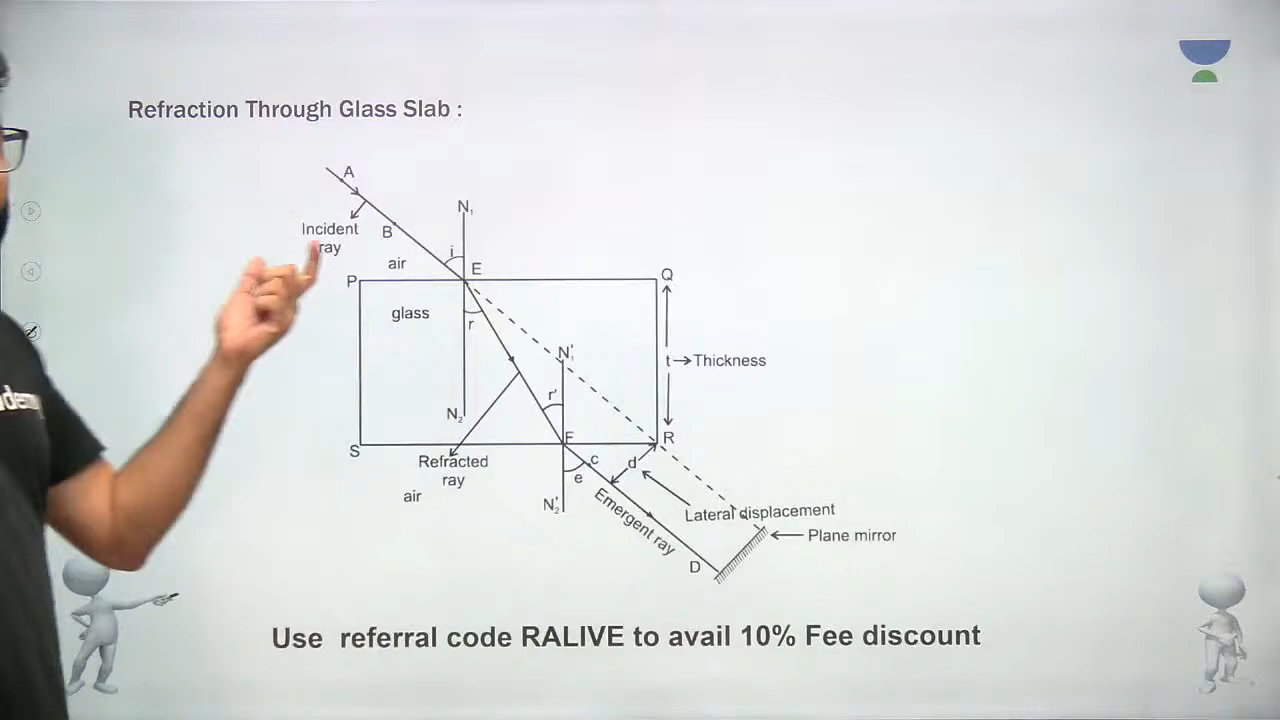 Refraction Through Glass Slab :
A
N₁
Incident
ray
B
i
air
E
P
Q
glass
r
N₁'
t→Thickness
r'
N₂
F
R
S
Refracted
ray
c
d
e
air
N₂'
Emergent ray
Lateral displacement
Plane mirror
D
Use referral code RALIVE to avail 10% Fee discount